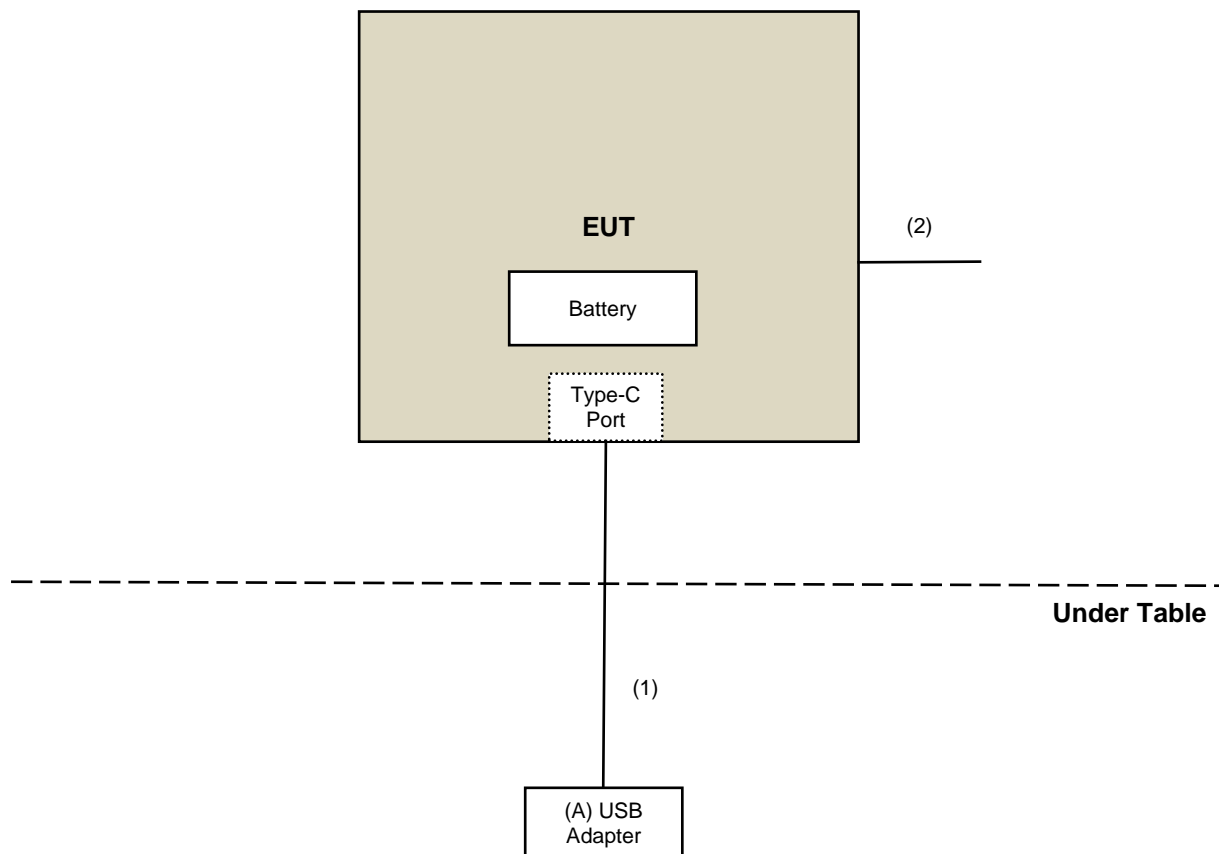 EUT
(2)
Battery
Type-C
Port
Under Table
(1)
(A) USB
Adapter